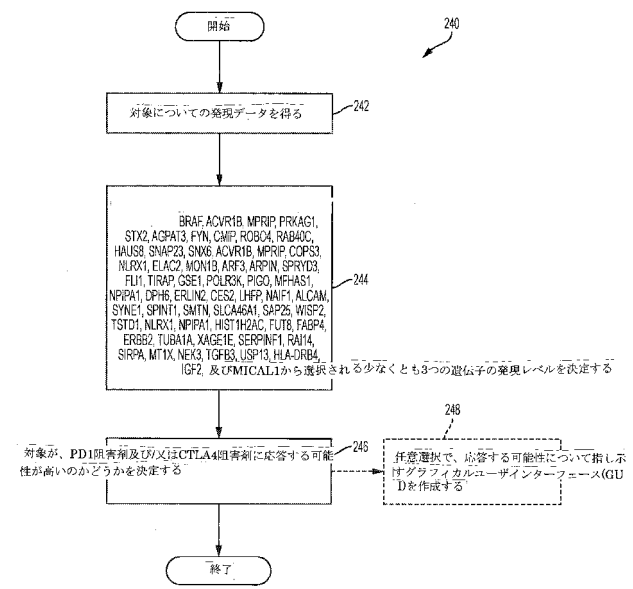 開始
240
対象についての発現データを得る
242
BRAF, ACVR1B, MPRIP, PRKAG1,
STX2, AGPAT3, FYN, CMIP, ROBO4, RAB40C,
HAUS8, SNAP23, SNX6, ACVR1B, MPRIP, COPS3,
NLRX1, ELAC2, MON1B, ARF3, ARPIN, SPRYD3,
FLI1, TIRAP, GSE1, POLR3K, PIGO, MFHAS1,
NPIPA1, DPH6, ERLIN2, CES2, LHFP, NAIF1, ALCAM,
SYNE1, SPINT1, SMTN, SLCA46A1, SAP25, WISP2,
TSTD1, NLRX1, NPIPA1, HIST1H2AC, FUT8, FABP4,
ERBB2, TUBA1A, XAGE1E, SERPINF1, RAI14,
SIRPA, MT1X, NEK3, TGFB3, USP13, HLA-DRB4,
IGF2, 及びMICAL1から選択される少なくとも3つの遺伝子の発現レベルを決定する
244
対象が、PD1阻害剤及び/又はCTLA4阻害剤に応答する可能
性が高いのかどうかを決定する
246
248
任意選択で、応答する可能性について指し示
すグラフィカルユーザインターフェース(GU
I)を作成する
終了